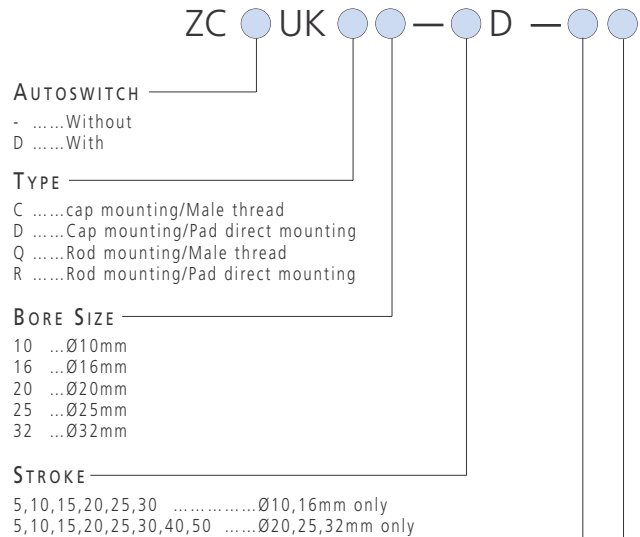 ZC UK — D —
AUTOSWITCH
- ……Without
D ……With
TYPE
C ……cap mounting/Male thread
D ……Cap mounting/Pad direct mounting
Q ……Rod mounting/Male thread
R ……Rod mounting/Pad direct mounting
BORE SIZE
10 …Ø10mm
16 …Ø16mm
20 …Ø20mm
25 …Ø25mm
32 …Ø32mm
STROKE
5,10,15,20,25,30 ……………Ø10,16mm only
5,10,15,20,25,30,40,50 ……Ø20,25,32mm only